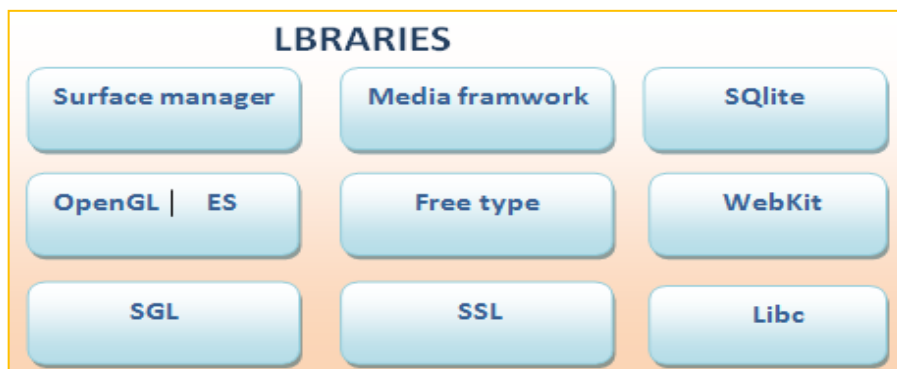 LBRARIES
Surface manager Media framwork SQlite
OpenGL | ES Free type WebKit
SGL SSL Libc